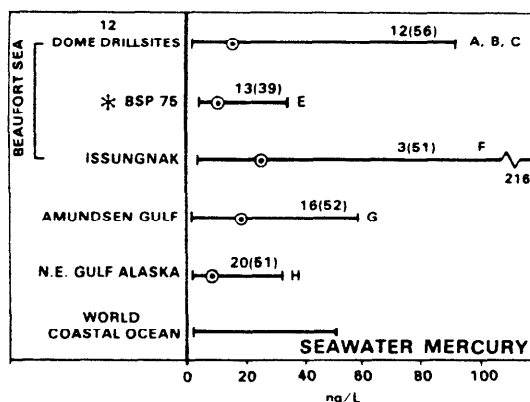 12
DOME DRILLSITES 12(56) A, B, C
BEAUFORT SEA
* BSP 75 13(39) E
ISSUNGNAK 3(51) F
216
AMUNDSEN GULF 16(52) G
N.E. GULF ALASKA 20(51) H
WORLD
COASTAL OCEAN
SEAWATER MERCURY
0 20 40 60 80 100
ng/L